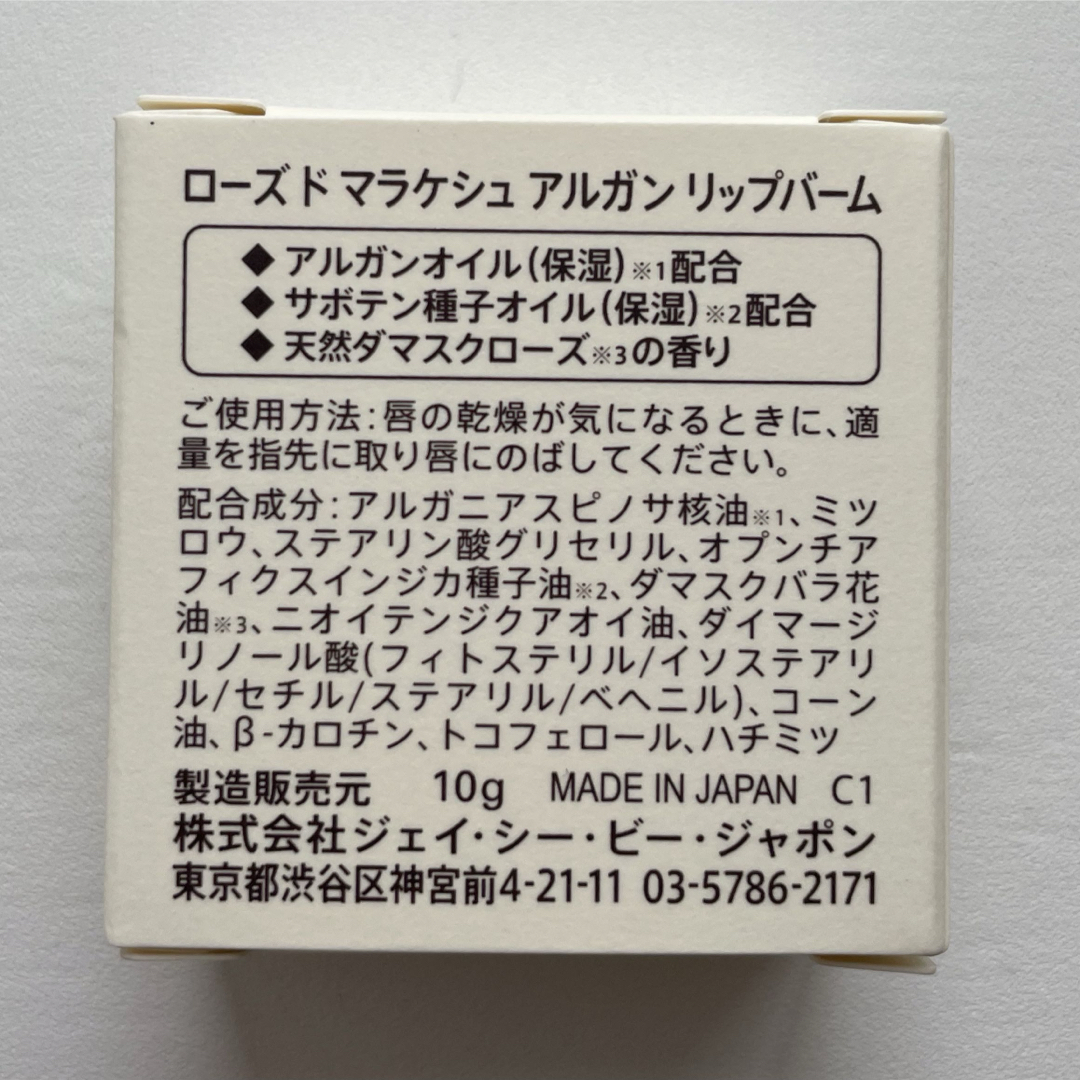 ローズ ド マラケシュ アルガン リップバーム
◆ アルガンオイル(保湿)※1配合
◆ サボテン種子オイル(保湿)※2配合
◆ 天然ダマスクローズ※3の香り
ご使用方法:唇の乾燥が気になるときに、適
量を指先に取り唇にのばしてください。
配合成分:アルガニアスピノサ核油※1、ミツ
ロウ、ステアリン酸グリセリル、オプンチア
フィクスインジカ種子油※2、ダマスクバラ花
油※3、ニオイテンジクアオイ油、ダイマージ
リノール酸(フィトステリル/イソステアリ
ル/セチル/ステアリル/ベヘニル)、コーン
油、β-カロチン、トコフェロール、ハチミツ
製造販売元 10g MADE IN JAPAN C1
株式会社ジェイ・シー・ビー・ジャポン
東京都渋谷区神宮前4-21-11 03-5786-2171